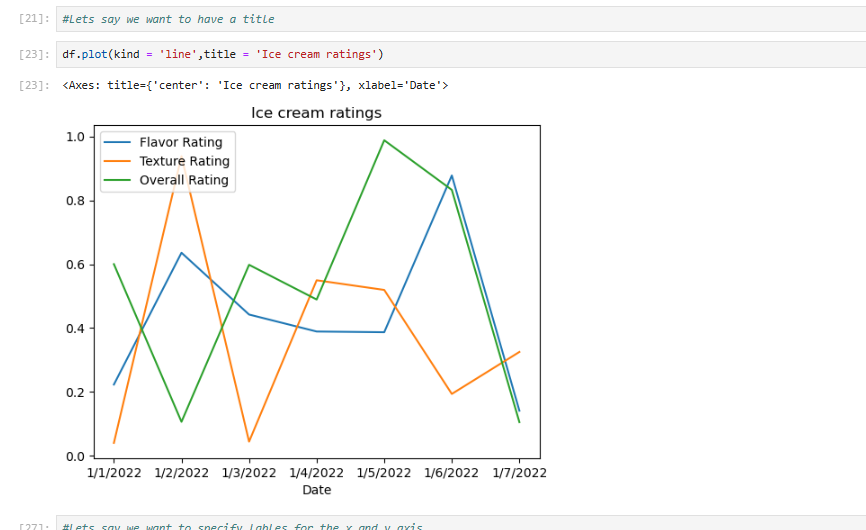 [21]: #Lets say we want to have a title
[23]: df.plot(kind = 'line',title = 'Ice cream ratings')
[23]: <Axes: title={'center': 'Ice cream ratings'}, xlabel='Date'>
Ice cream ratings
Flavor Rating
Texture Rating
Overall Rating
1.0
0.8
0.6
0.4
0.2
0.0
1/1/2022 1/2/2022 1/3/2022 1/4/2022 1/5/2022 1/6/2022 1/7/2022
Date
[27]: #Lets say we want to specify lables for the x and y axis